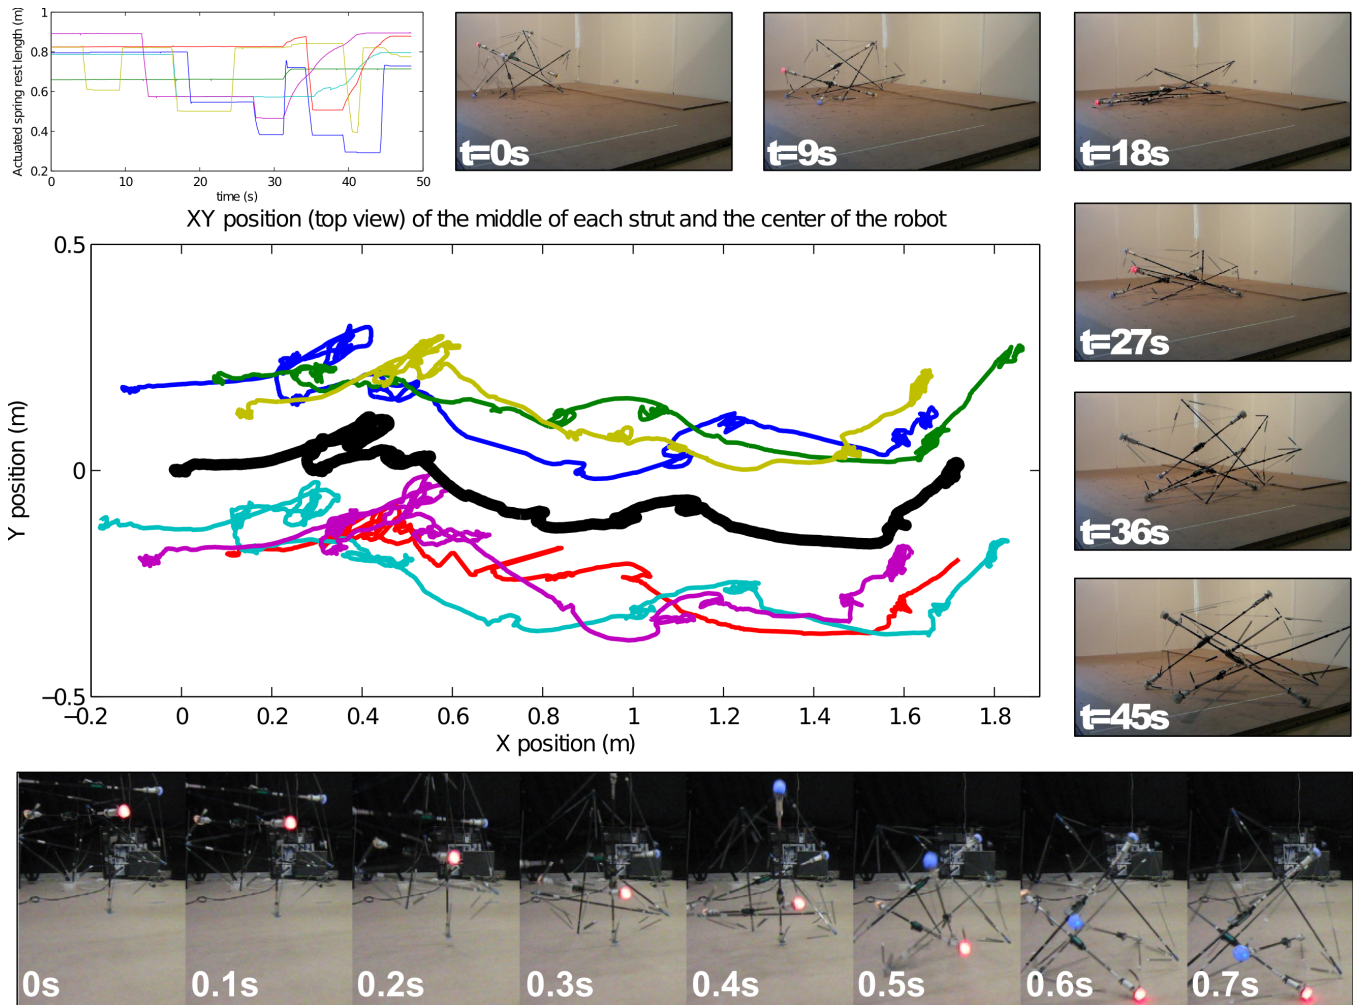 Actuated spring rest length (m)
1
0.8
0.6
0.4
0.2
0 10 20 30 40 50
time (s)
t=0s
t=9s
t=18s
XY position (top view) of the middle of each strut and the center of the robot
0.5
0
−0.5
Y position (m)
−0.2 0 0.2 0.4 0.6 0.8 1 1.2 1.4 1.6 1.8
X position (m)
t=27s
t=36s
t=45s
0s 0.1s 0.2s 0.3s 0.4s 0.5s 0.6s 0.7s